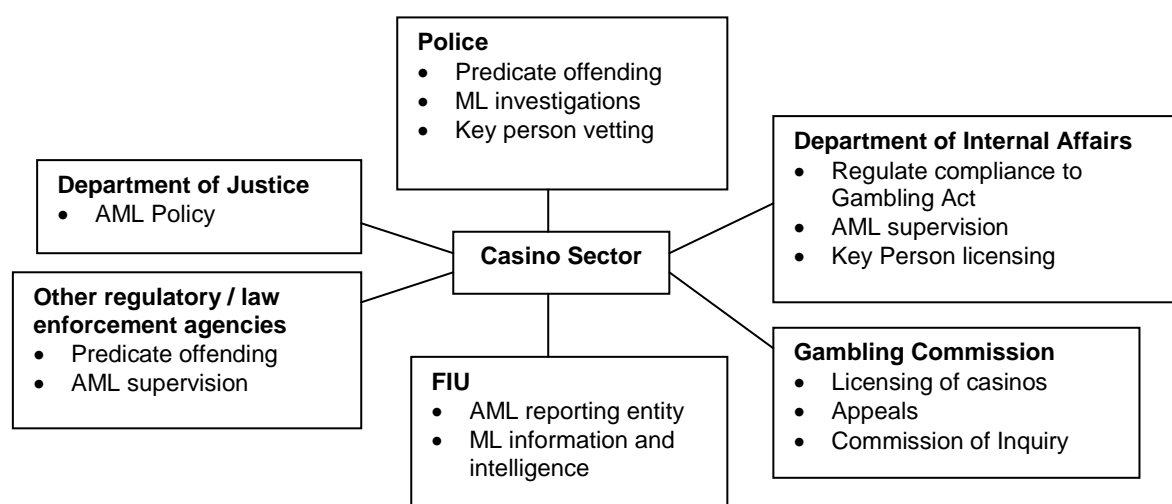 Police
• Predicate offending
• ML investigations
• Key person vetting
Department of Internal Affairs
• Regulate compliance to
Gambling Act
• AML supervision
• Key Person licensing
Department of Justice
• AML Policy
Casino Sector
Other regulatory / law
enforcement agencies
• Predicate offending
• AML supervision
FIU
• AML reporting entity
• ML information and
intelligence
Gambling Commission
• Licensing of casinos
• Appeals
• Commission of Inquiry